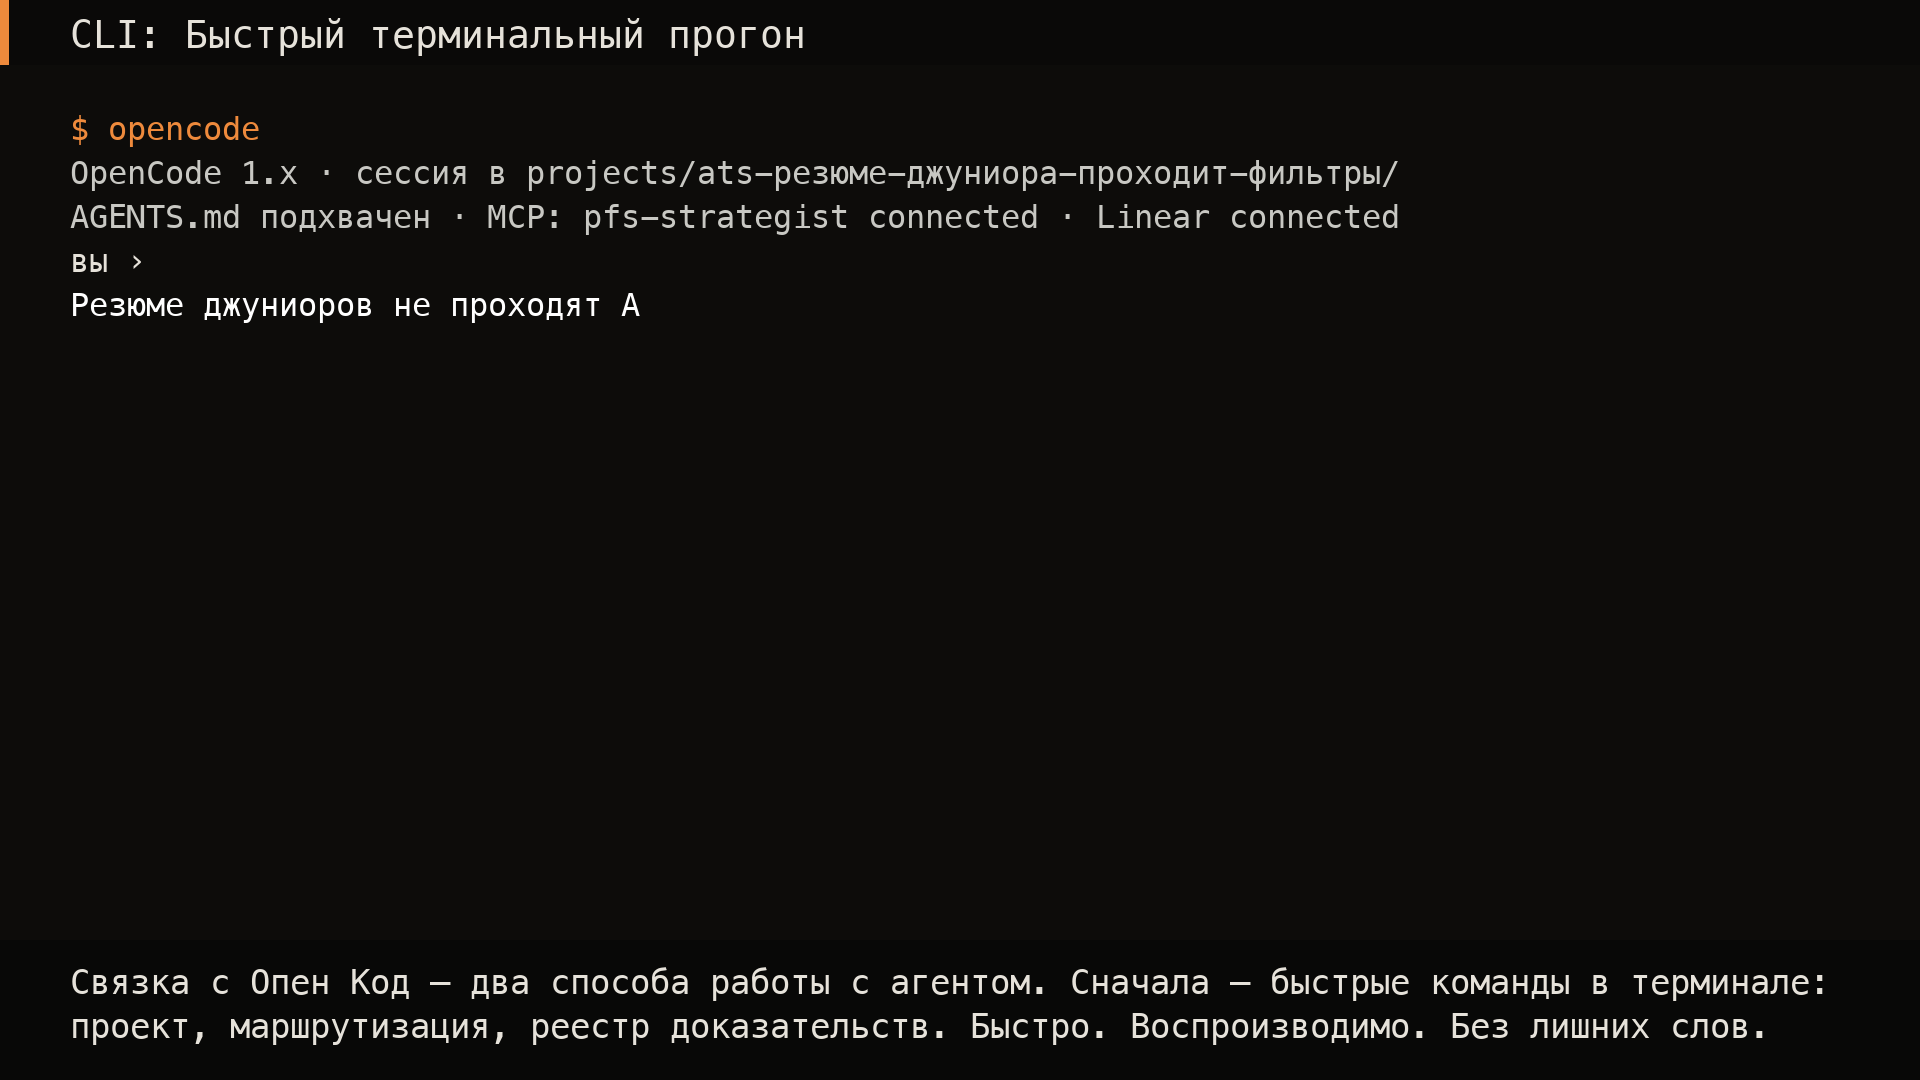 CLI: Быстрый терминальный прогон
$ opencode
OpenCode 1.x · сессия в projects/ats−резюме−джуниора−проходит−фильтры/
AGENTS.md подхвачен · MCP: pfs−strategist connected · Linear connected
вы ›
Резюме джуниоров не проходят A
Связка с Опен Код — два способа работы с агентом. Сначала — быстрые команды в терминале:
проект, маршрутизация, реестр доказательств. Быстро. Воспроизводимо. Без лишних слов.